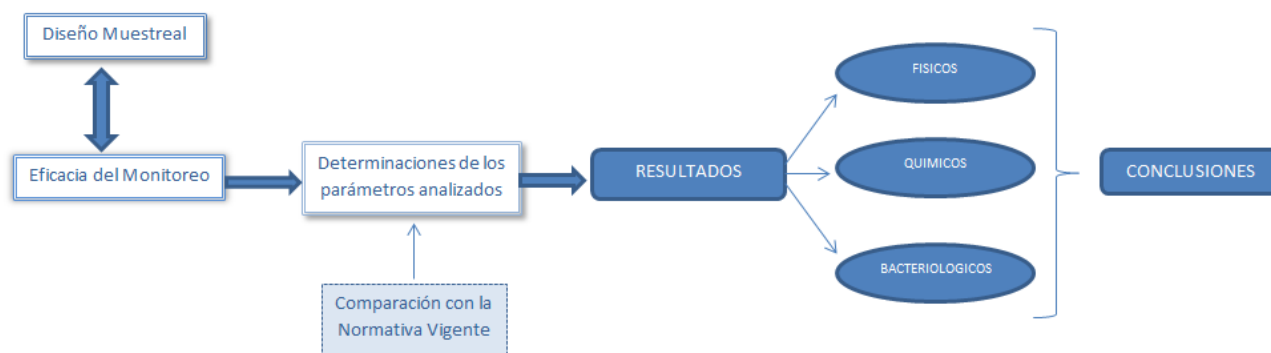 Diseño Muestreal
Eficacia del Monitoreo
Determinaciones de los
parámetros analizados
Comparación con la
Normativa Vigente
RESULTADOS
FISICOS
QUIMICOS
BACTERIOLOGICOS
CONCLUSIONES